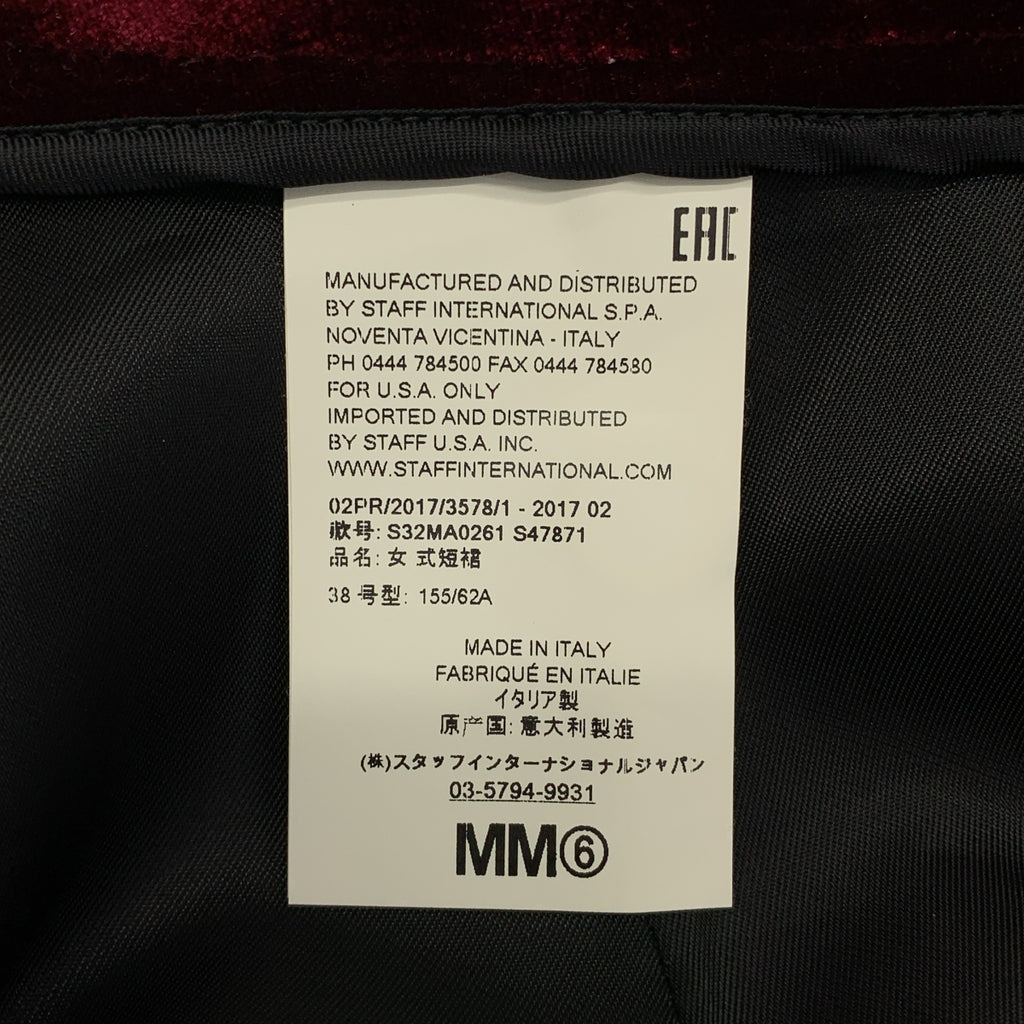 EAC
MANUFACTURED AND DISTRIBUTED
BY STAFF INTERNATIONAL S.P.A.
NOVENTA VICENTINA - ITALY
PH 0444 784500 FAX 0444 784580
FOR U.S.A. ONLY
IMPORTED AND DISTRIBUTED
BY STAFF U.S.A. INC.
WWW.STAFFINTERNATIONAL.COM
02PR/2017/3578/1 - 2017 02
款号: S32MA0261 S47871
品名: 女 式短裙
38 号型: 155/62A
MADE IN ITALY
FABRIQUÉ EN ITALIE
イタリア製
原产国: 意大利製造
(株)スタッフインターナショナルジャパン
03-5794-9931
MM⑥